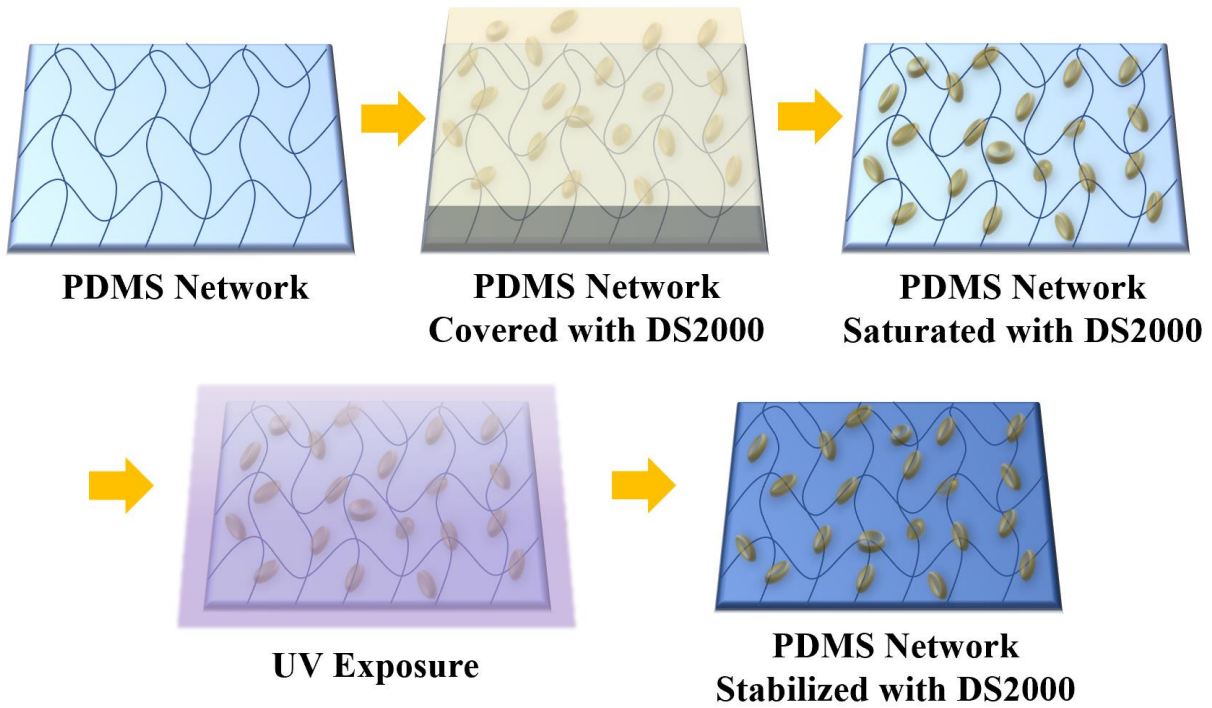 PDMS Network
PDMS Network
Covered with DS2000
PDMS Network
Saturated with DS2000
UV Exposure
PDMS Network
Stabilized with DS2000